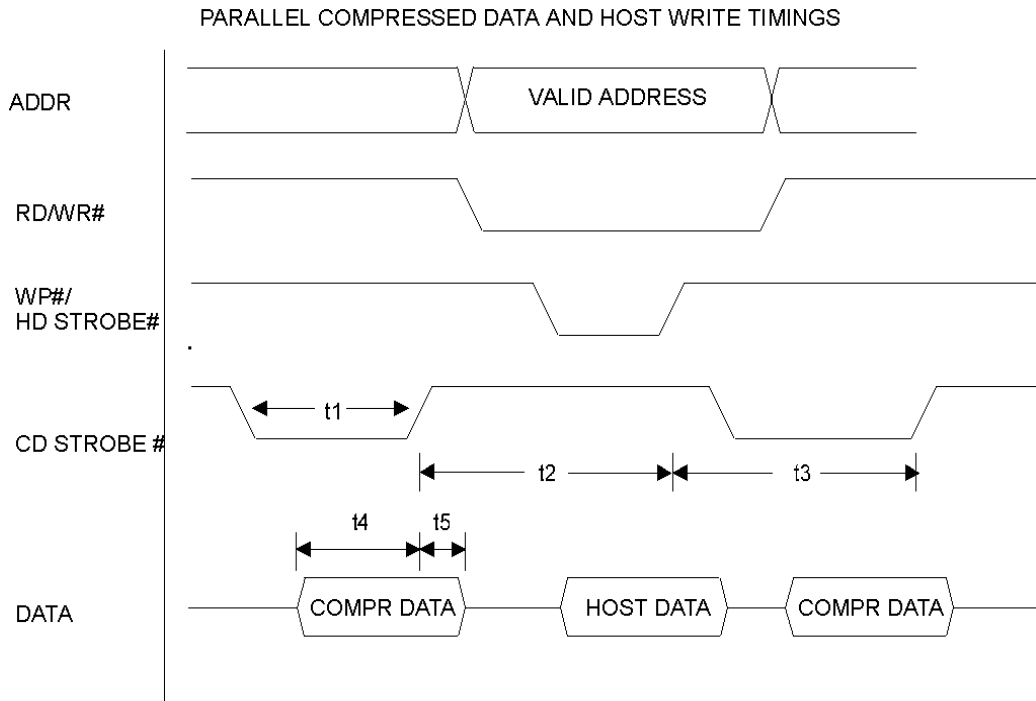 PARALLEL COMPRESSED DATA AND HOST WRITE TIMINGS
ADDR
VALID ADDRESS
RD/WR#
WP#/
HD STROBE#
CD STROBE #
t1
t2
t3
t4
t5
DATA
COMPR DATA
HOST DATA
COMPR DATA